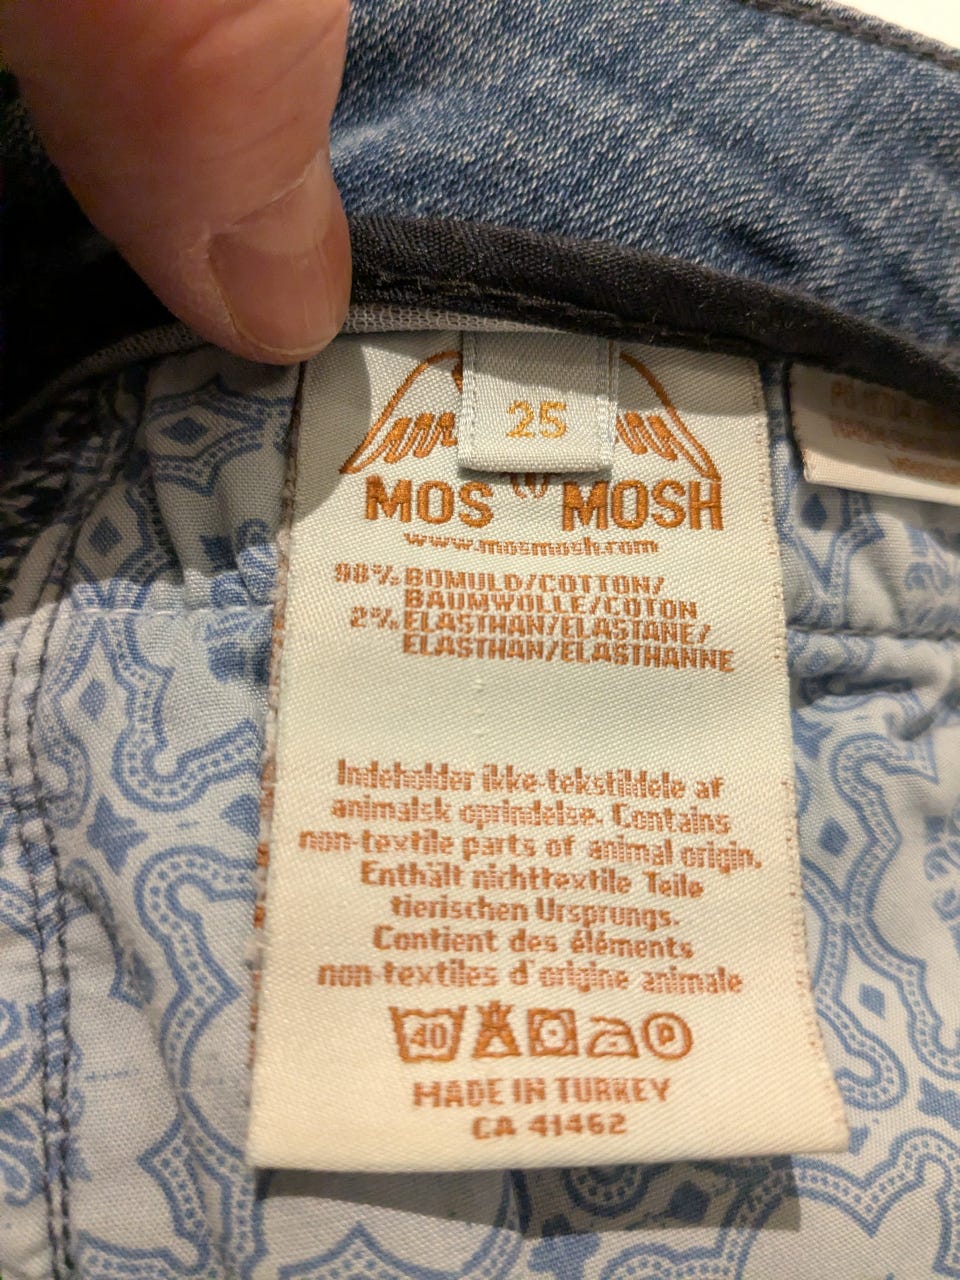 25
MOS MOSH
www.mosmosh.com
98% BOMULD/COTTON/
BAUMWOLLE/COTON
2% ELASTHAN/ELASTANE/
ELASTHAN/ELASTHANNE
Indeholder ikke-tekstildele af
animalsk oprindelse. Contains
non-textile parts of animal origin.
Enthält nichttextile Teile
tierischen Ursprungs.
Contient des éléments
non-textiles d'origine animale
40 P
MADE IN TURKEY
CA 41462